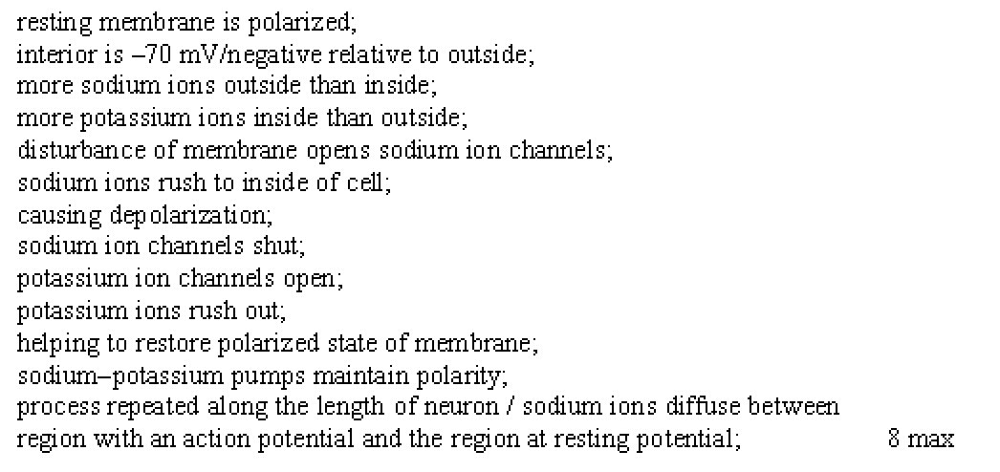 resting membrane is polarized;
interior is –70 mV/negative relative to outside;
more sodium ions outside than inside;
more potassium ions inside than outside;
disturbance of membrane opens sodium ion channels;
sodium ions rush to inside of cell;
causing depolarization;
sodium ion channels shut;
potassium ion channels open;
potassium ions rush out;
helping to restore polarized state of membrane;
sodium–potassium pumps maintain polarity;
process repeated along the length of neuron / sodium ions diffuse between
region with an action potential and the region at resting potential; 8 max